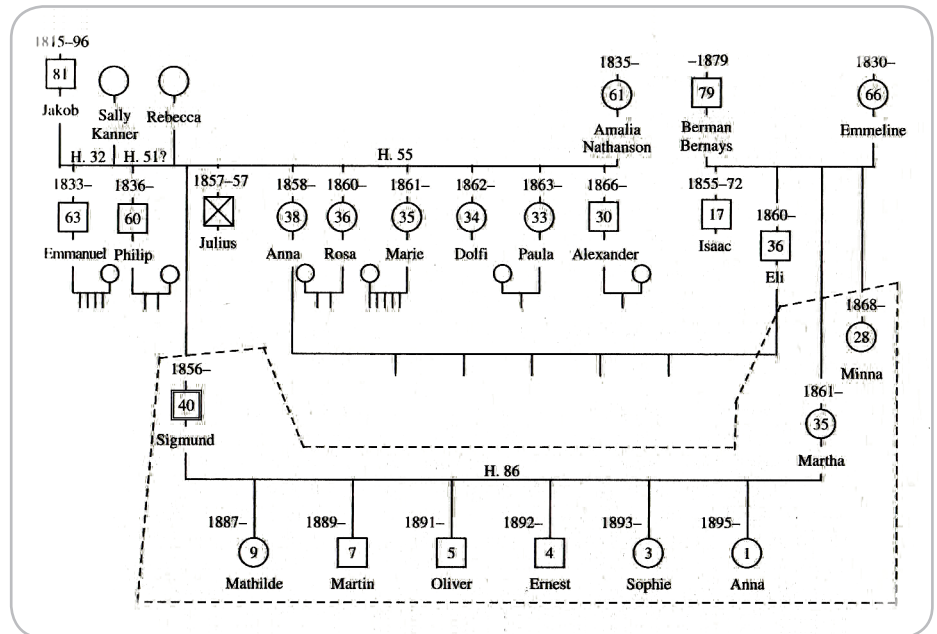 1815–96
81
Jakob
Sally
Kanner
Rebecca
1835–
61
Amalia
Nathanson
–1879
79
Berman
Bernays
1830–
66
Emmeline
H. 32
H. 51?
H. 55
1833–
63
Emmanuel
1836–
60
Philip
1857–57
Julius
1858–
38
Anna
1860–
36
Rosa
1861–
35
Marie
1862–
34
Dolfi
1863–
33
Paula
1866–
30
Alexander
1855–72
17
Isaac
1860–
36
Eli
1868–
28
Minna
1856–
40
Sigmund
1861–
35
Martha
H. 86
1887–
9
Mathilde
1889–
7
Martin
1891–
5
Oliver
1892–
4
Ernest
1893–
3
Sophie
1895–
1
Anna